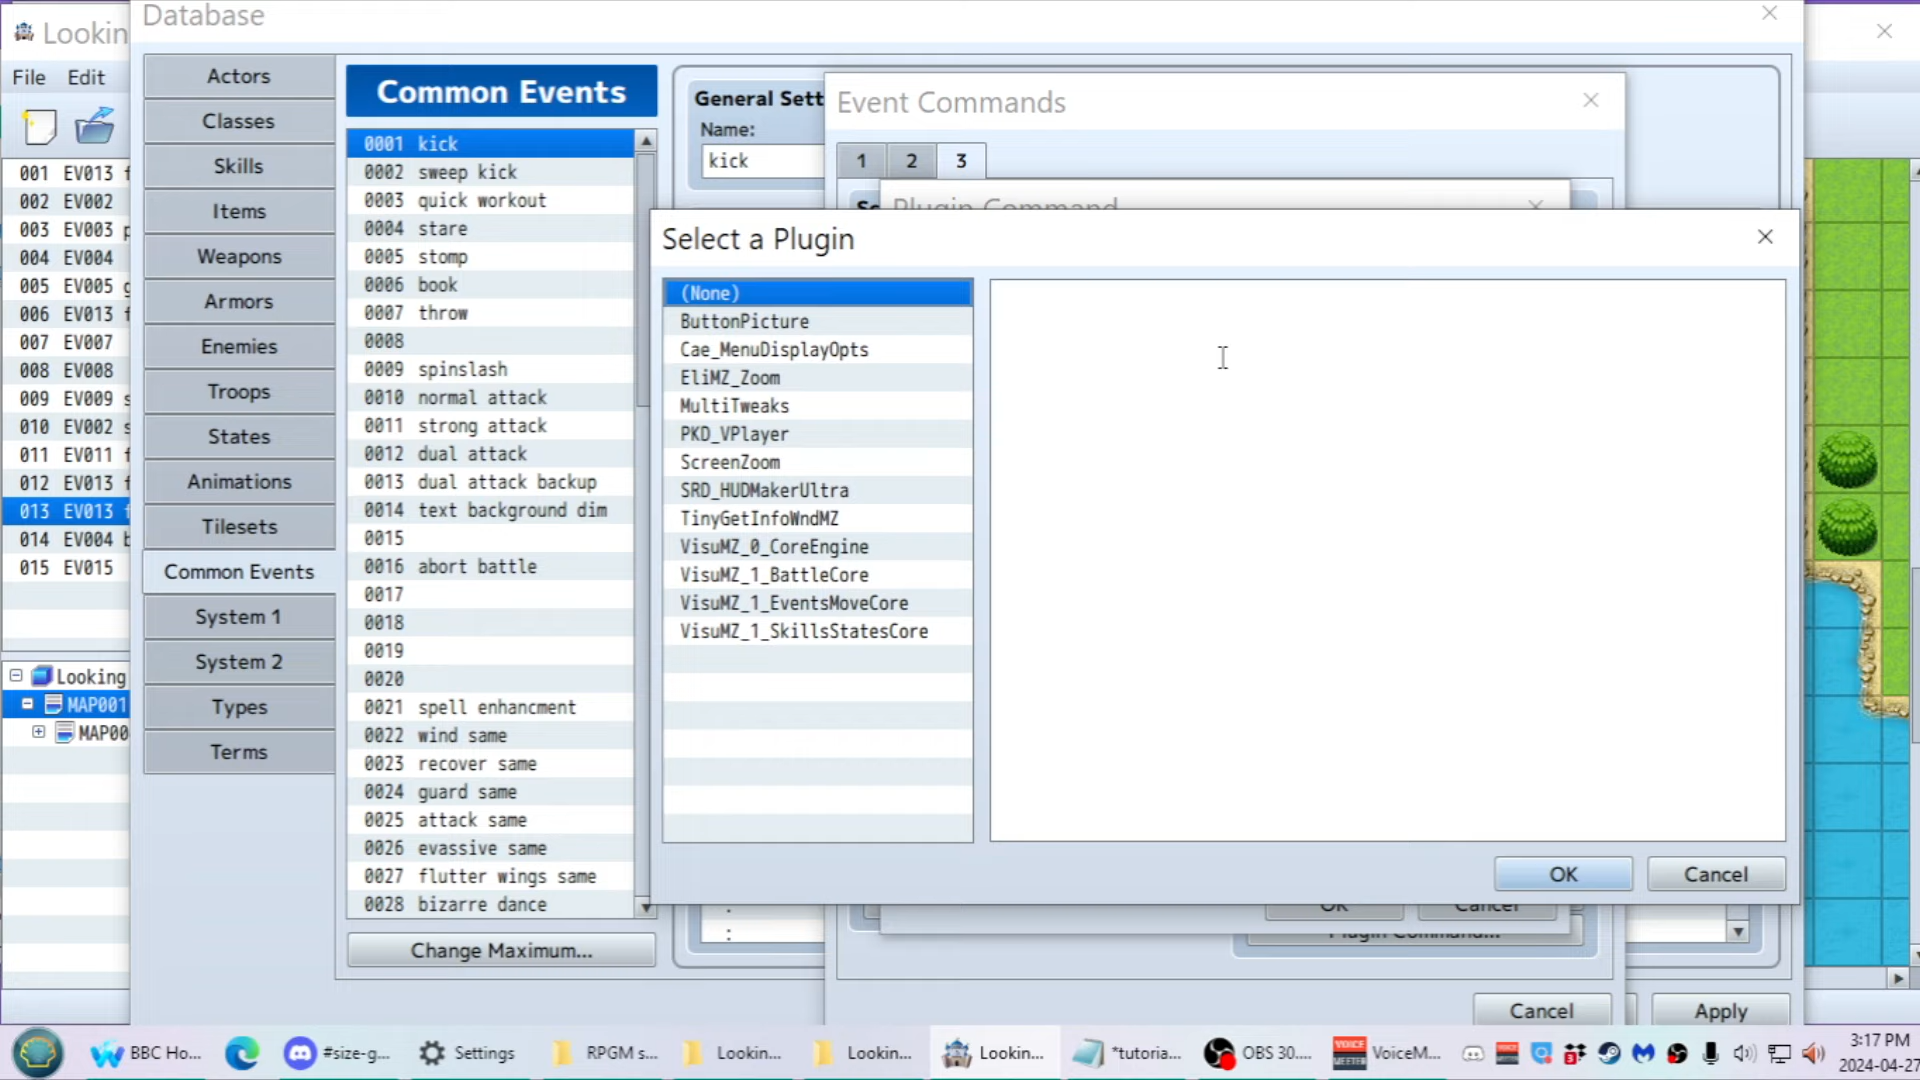 Database
Lookin
File Edit
001 EV013 f
002 EV002
003 EV003 p
004 EV004
005 EV005 g
006 EV013 f
007 EV007
008 EV008
009 EV009 s
010 EV002 s
011 EV011 f
012 EV013 f
013 EV013 f
014 EV004 b
015 EV015
Looking
MAP001
MAP00
Actors
Classes
Skills
Items
Weapons
Armors
Enemies
Troops
States
Animations
Tilesets
Common Events
System 1
System 2
Types
Terms
Common Events
0001 kick
0002 sweep kick
0003 quick workout
0004 stare
0005 stomp
0006 book
0007 throw
0008
0009 spinslash
0010 normal attack
0011 strong attack
0012 dual attack
0013 dual attack backup
0014 text background dim
0015
0016 abort battle
0017
0018
0019
0020
0021 spell enhancment
0022 wind same
0023 recover same
0024 guard same
0025 attack same
0026 evassive same
0027 flutter wings same
0028 bizarre dance
Change Maximum...
General Sett
Name:
kick
Event Commands
1 2 3
Plugin Command
Select a Plugin
(None)
ButtonPicture
Cae_MenuDisplayOpts
EliMZ_Zoom
MultiTweaks
PKD_VPlayer
ScreenZoom
SRD_HUDMakerUltra
TinyGetInfoWndMZ
VisuMZ_0_CoreEngine
VisuMZ_1_BattleCore
VisuMZ_1_EventsMoveCore
VisuMZ_1_SkillsStatesCore
OK Cancel
OK Cancel
Plugin Command...
Cancel
Apply
BBC Ho...
#size-g...
Settings
RPGM s...
Lookin...
Lookin...
Lookin...
*tutoria...
OBS 30....
VoiceM...
3:17 PM
2024-04-27